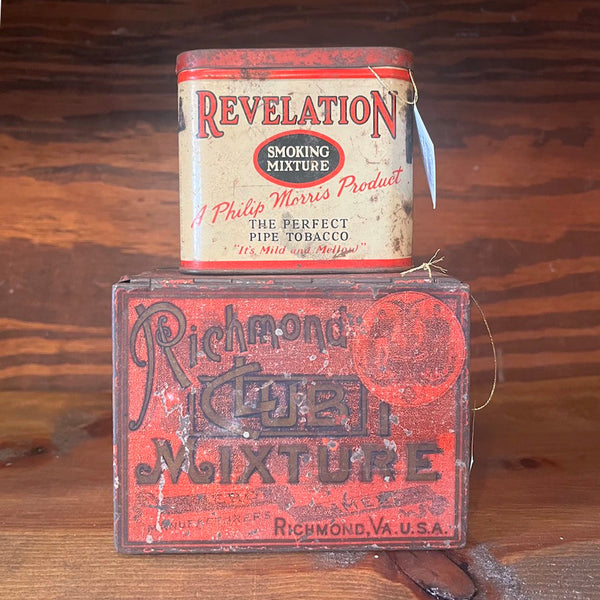 REVELATION
SMOKING
MIXTURE
A Philip Morris Product
THE PERFECT
PIPE TOBACCO
"It's Mild and Mellow"
Richmond
CLUB
MIXTURE
MANUFACTURERS
RICHMOND, VA. U.S.A.